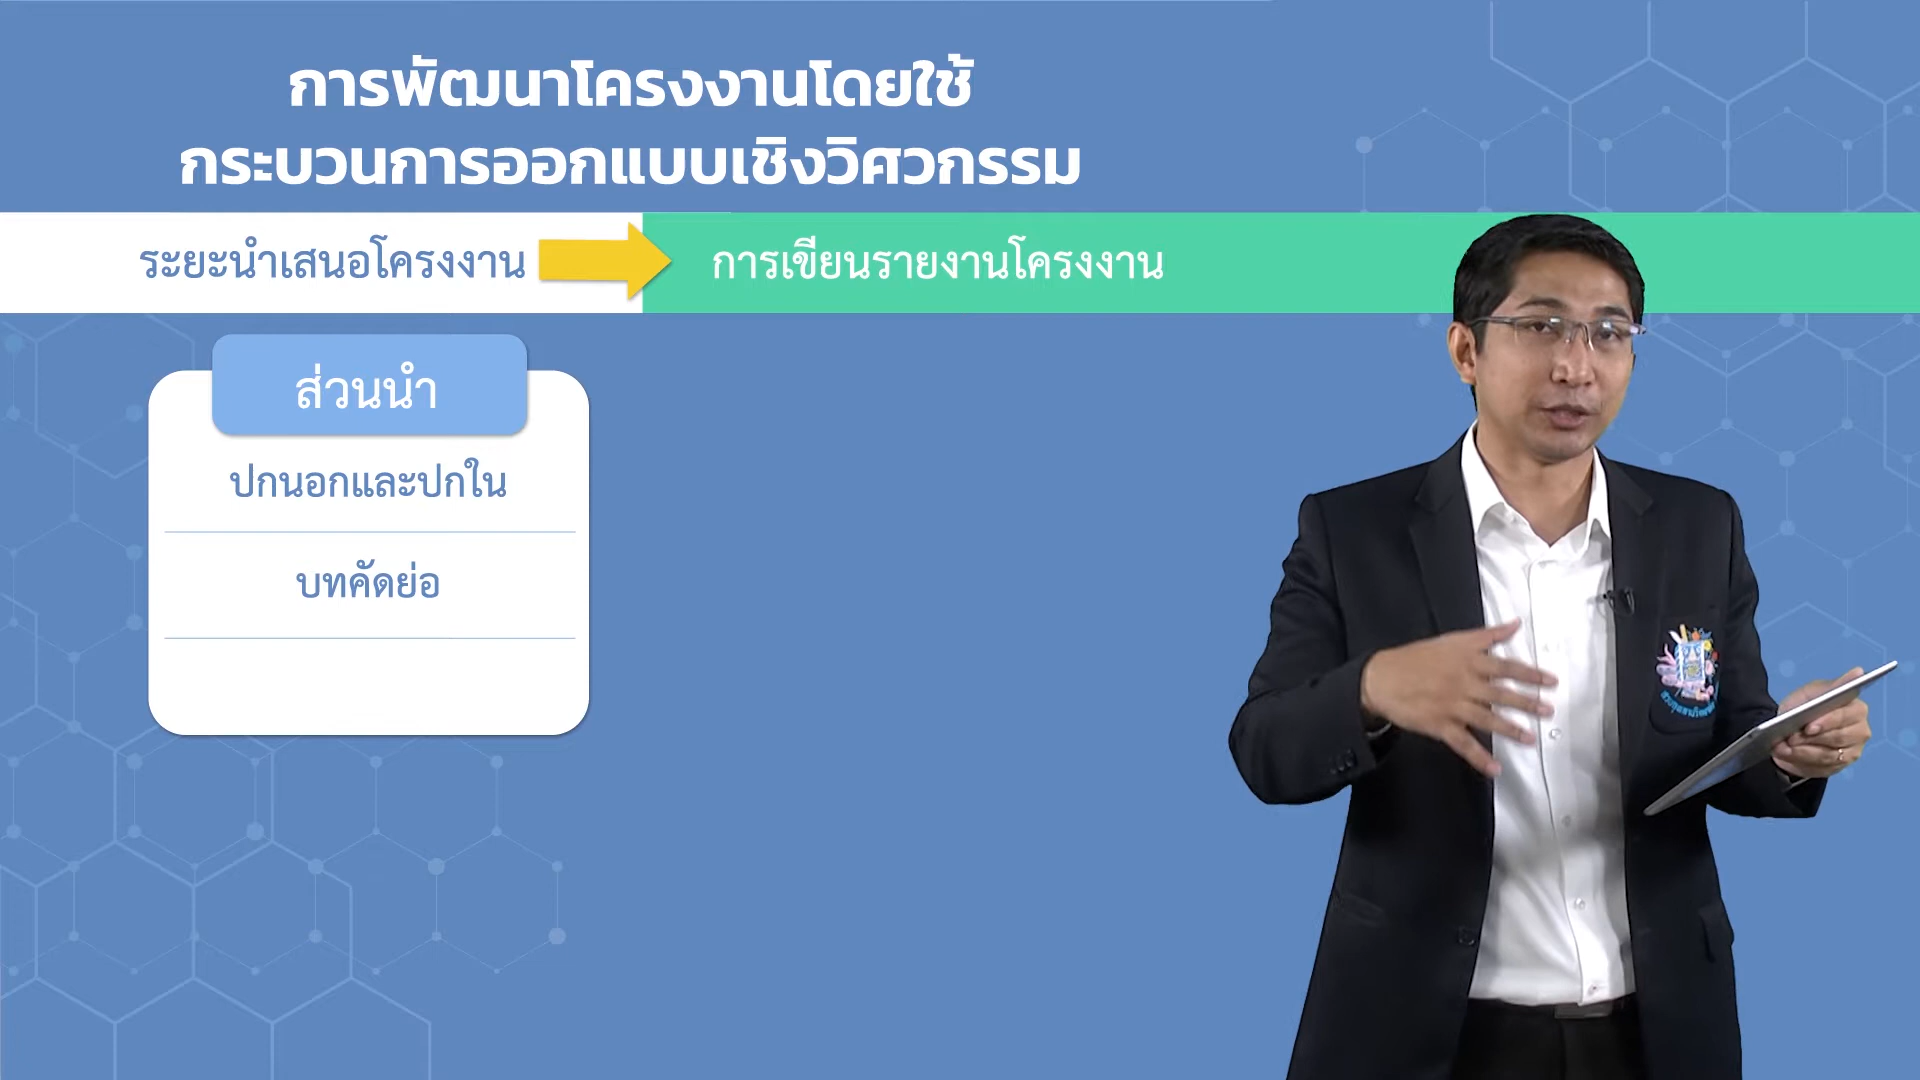 การพัฒนาโครงงานโดยใช้
กระบวนการออกแบบเชิงวิศวกรรม
ระยะนำเสนอโครงงาน
การเขียนรายงานโครงงาน
ส่วนนำ
ปกนอกและปกใน
บทคัดย่อ